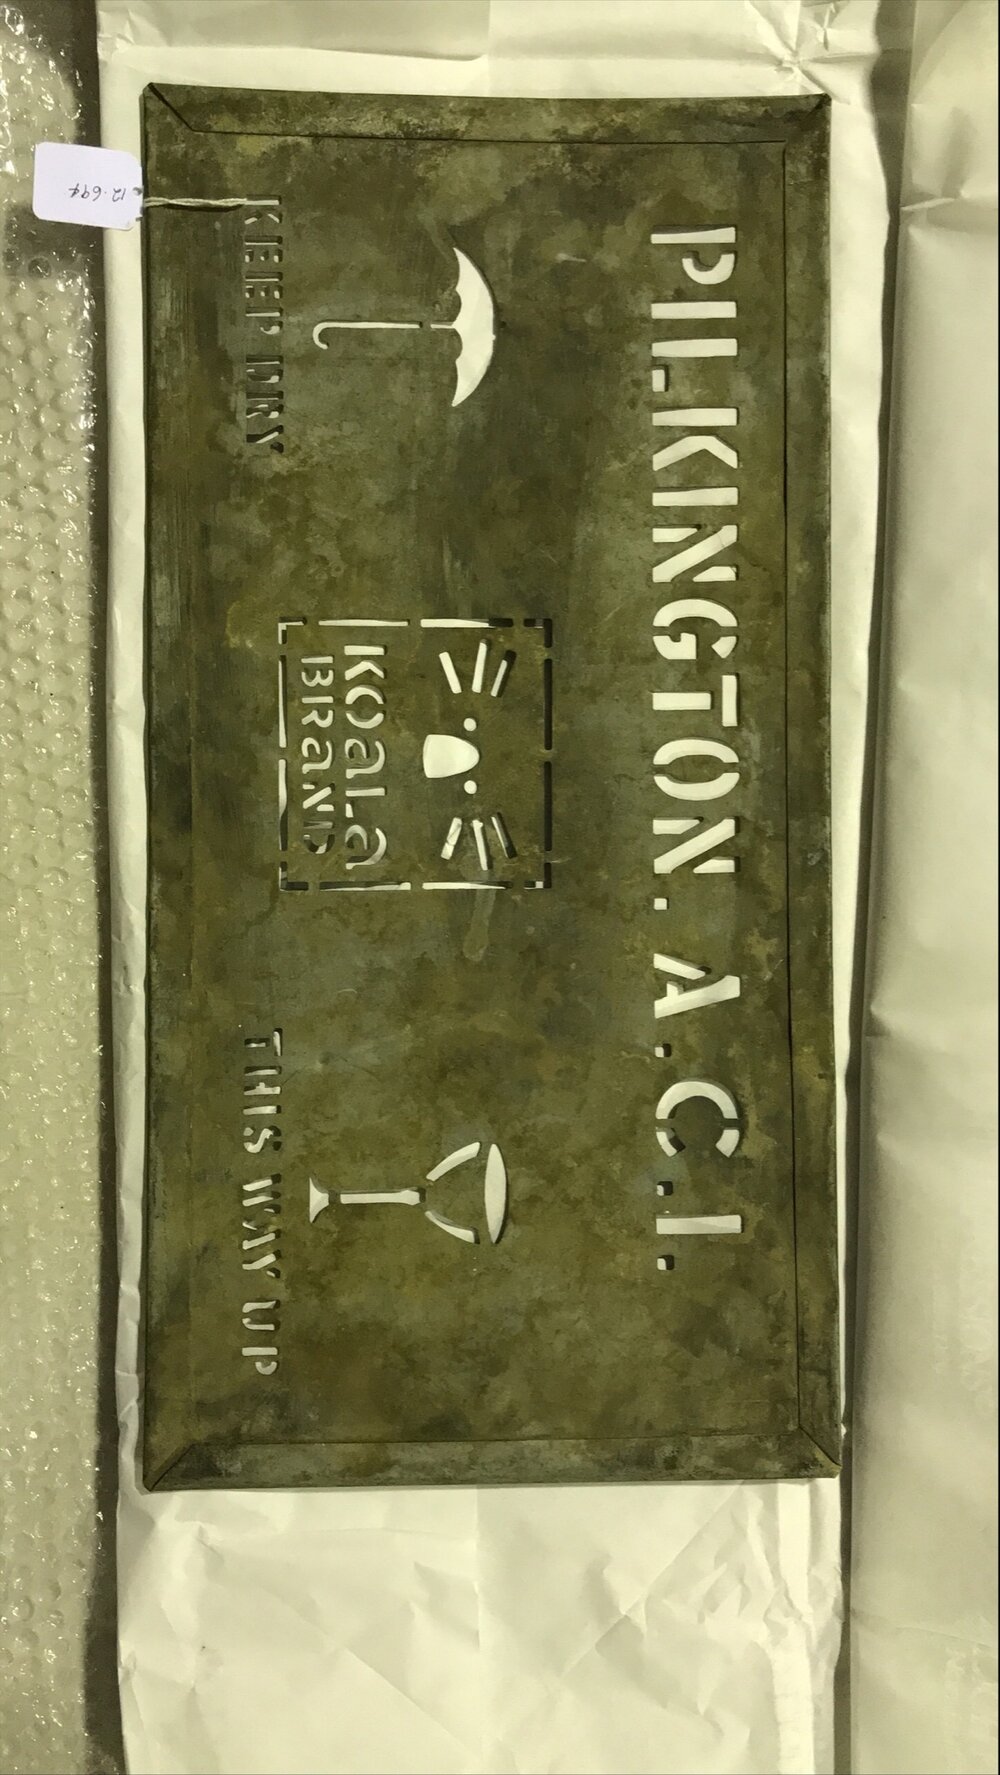 PILKINGTON. A.C.I.
KOALA
BRAND
KEEP DRY
THIS WAY UP
12.694